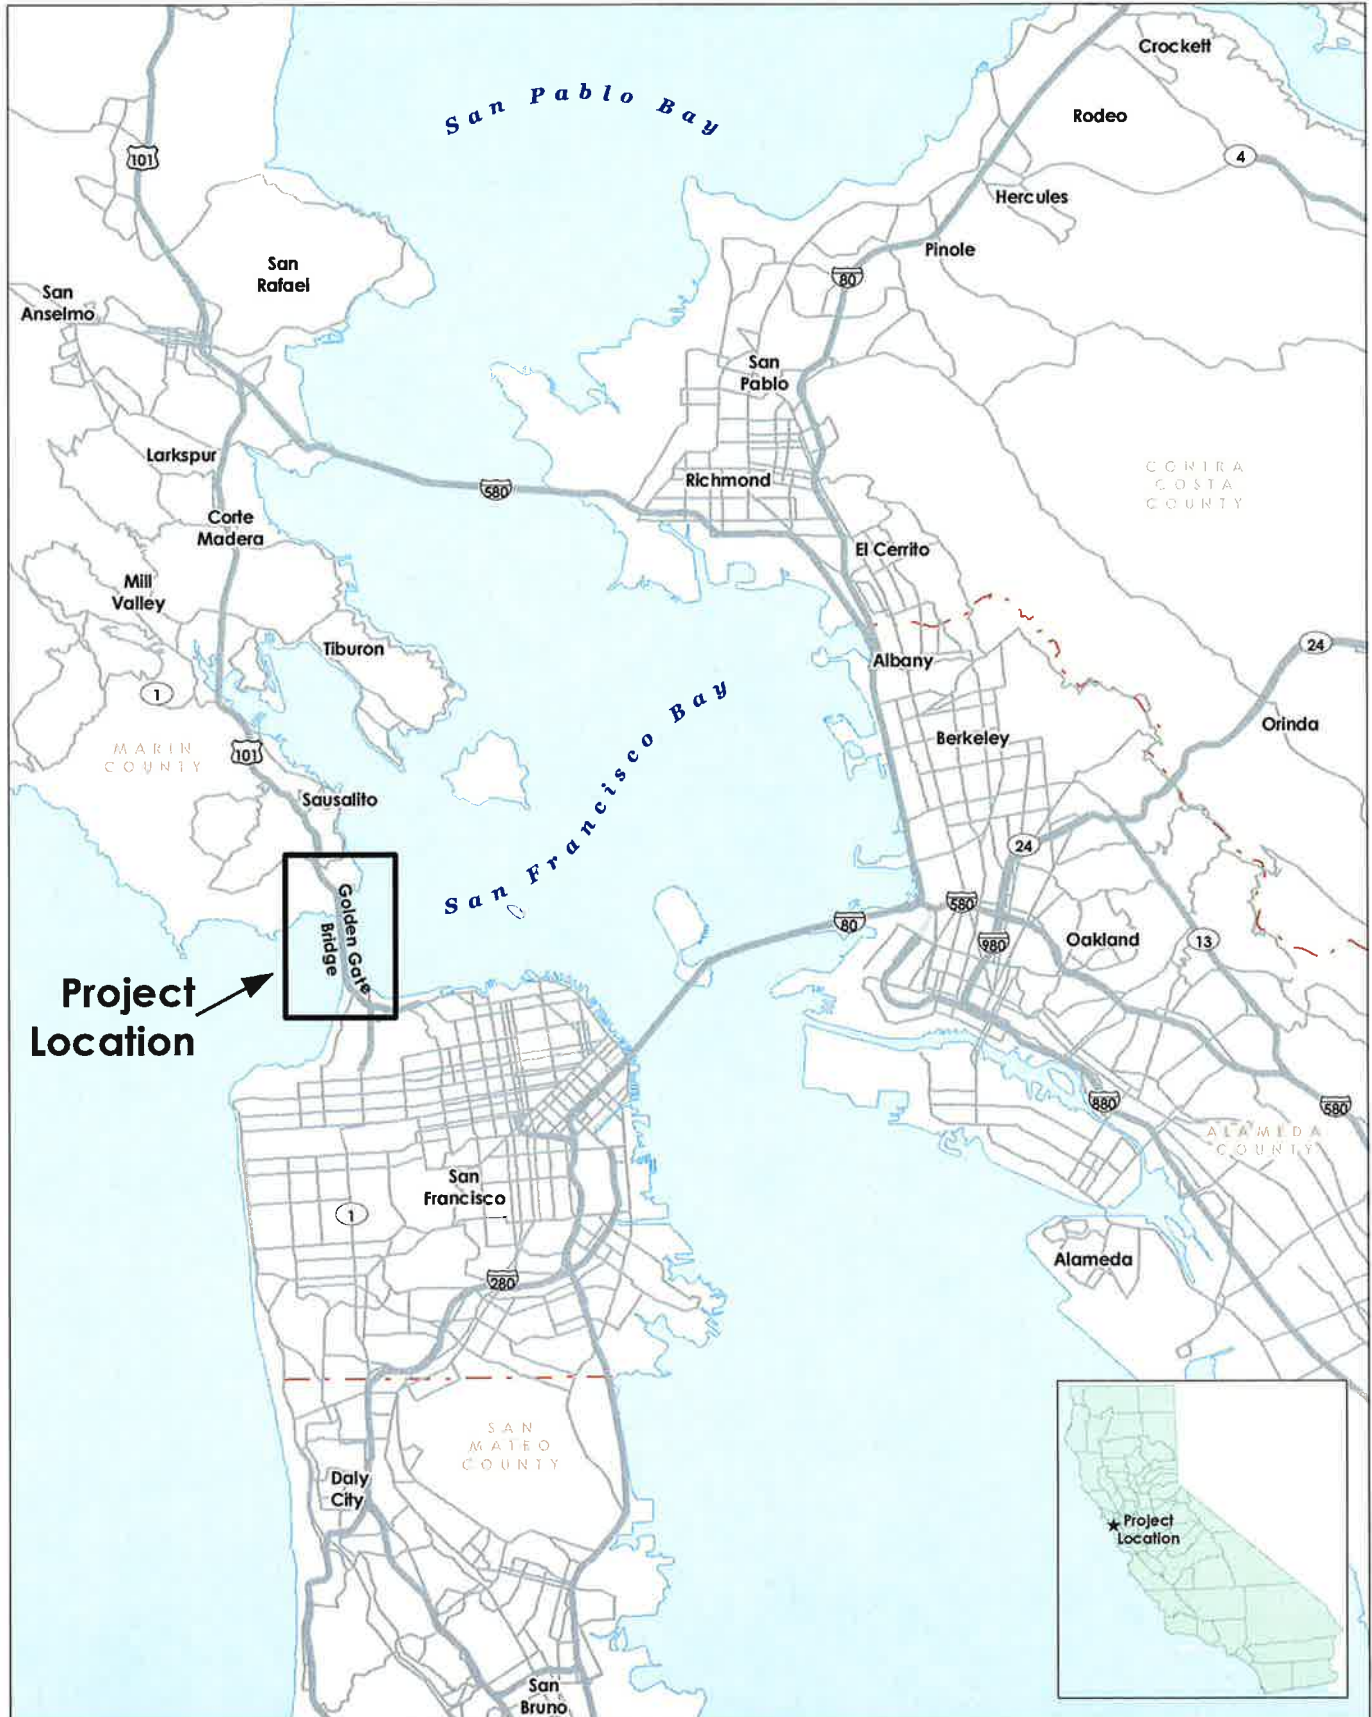 Crockett
San Pablo Bay
Rodeo
101
4
Hercules
Pinole
San
Rafael
80
San
Anselmo
San
Pablo
Larkspur
CONTRA
COSTA
COUNTY
Richmond
580
Corte
Madera
El Cerrito
Mill
Valley
24
Tiburon
Albany
1
San Francisco Bay
Orinda
Berkeley
MARIN
COUNTY
101
Sausalito
24
580
80
Golden Gate
Bridge
980
Oakland
13
Project
Location
880
580
ALAMEDA
COUNTY
San
Francisco
1
Alameda
280
SAN
MATEO
COUNTY
Daly
City
Project
Location
San
Bruno